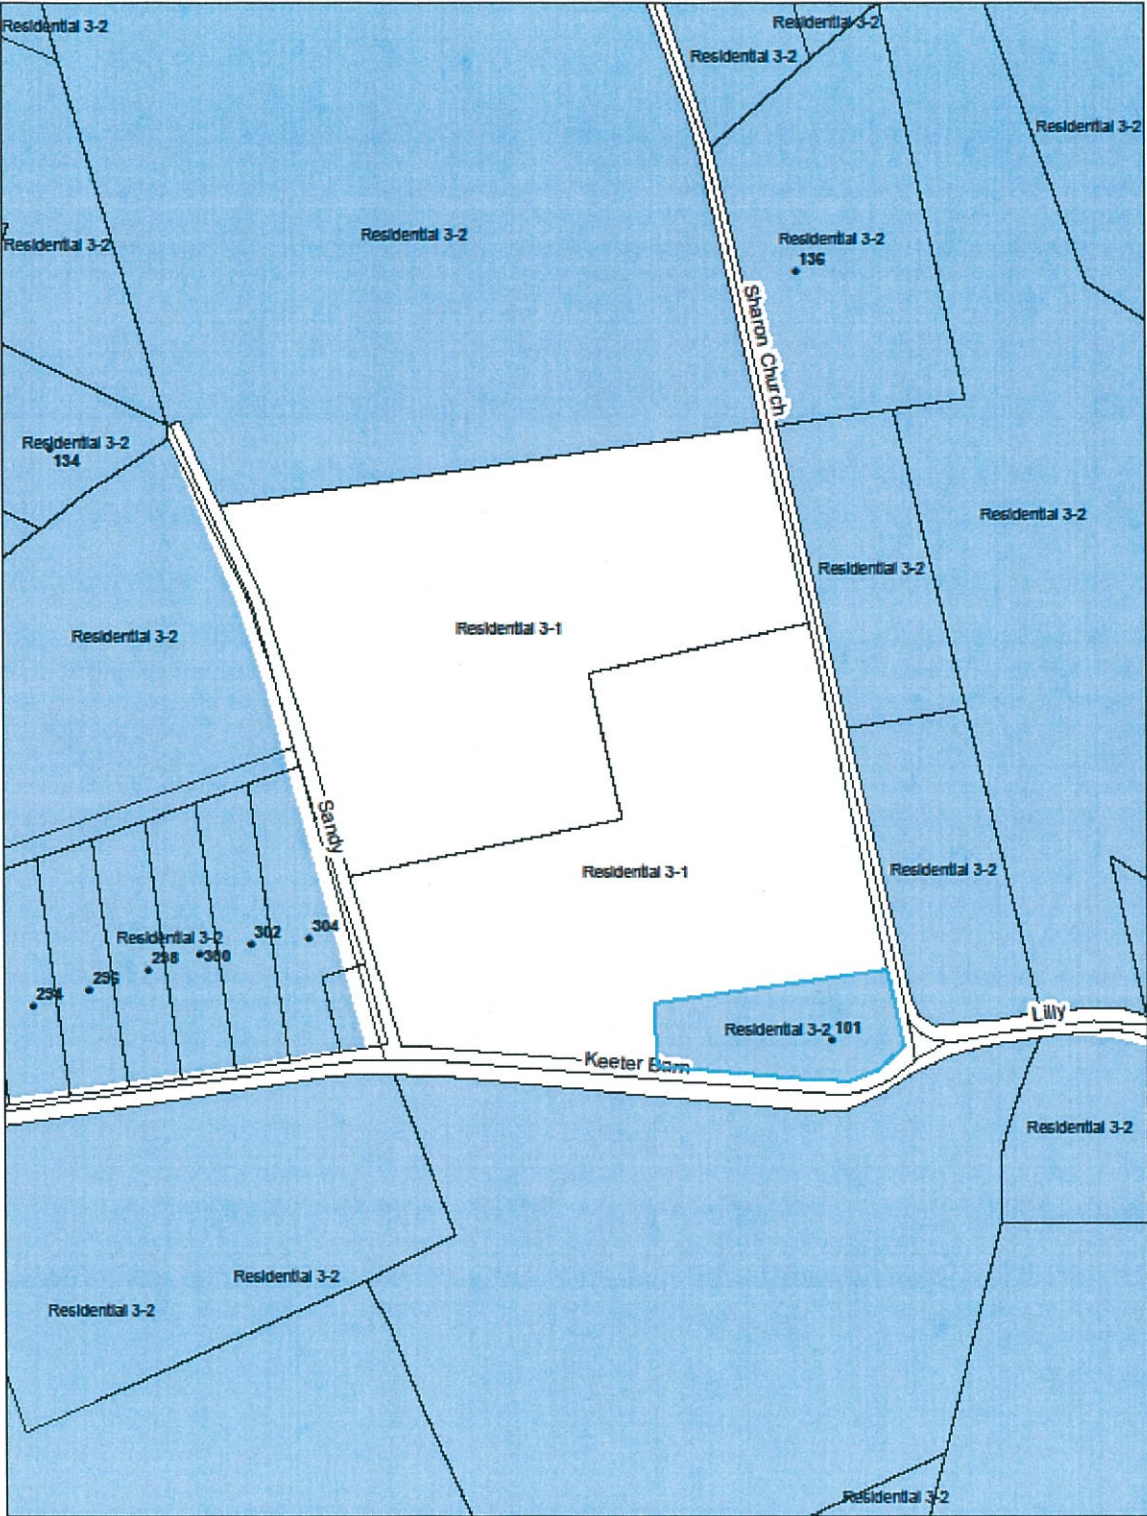 Residential 3-2
Residential 3-2
Residential 3-2
Residential 3-2
Residential 3-2
Residential 3-2
Residential 3-2
136
Sharon Church
Residential 3-2
134
Residential 3-2
Residential 3-2
Residential 3-1
Residential 3-2
Sandy
Residential 3-1
Residential 3-2
Residential 3-2
304
302
300
298
296
294
Lilly
Residential 3-2 101
Keeter Barn
Residential 3-2
Residential 3-2
Residential 3-2
Residential 3-2